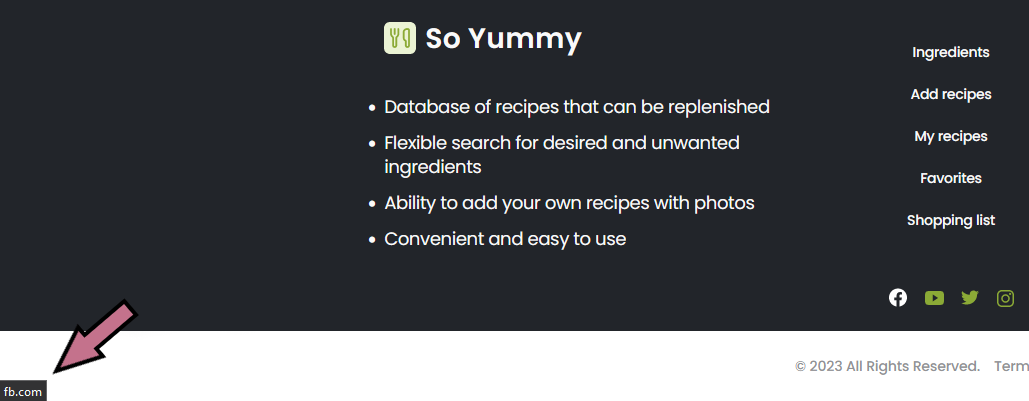 So Yummy
• Database of recipes that can be replenished
• Flexible search for desired and unwanted
ingredients
• Ability to add your own recipes with photos
• Convenient and easy to use
Ingredients
Add recipes
My recipes
Favorites
Shopping list
© 2023 All Rights Reserved. Term
fb.com